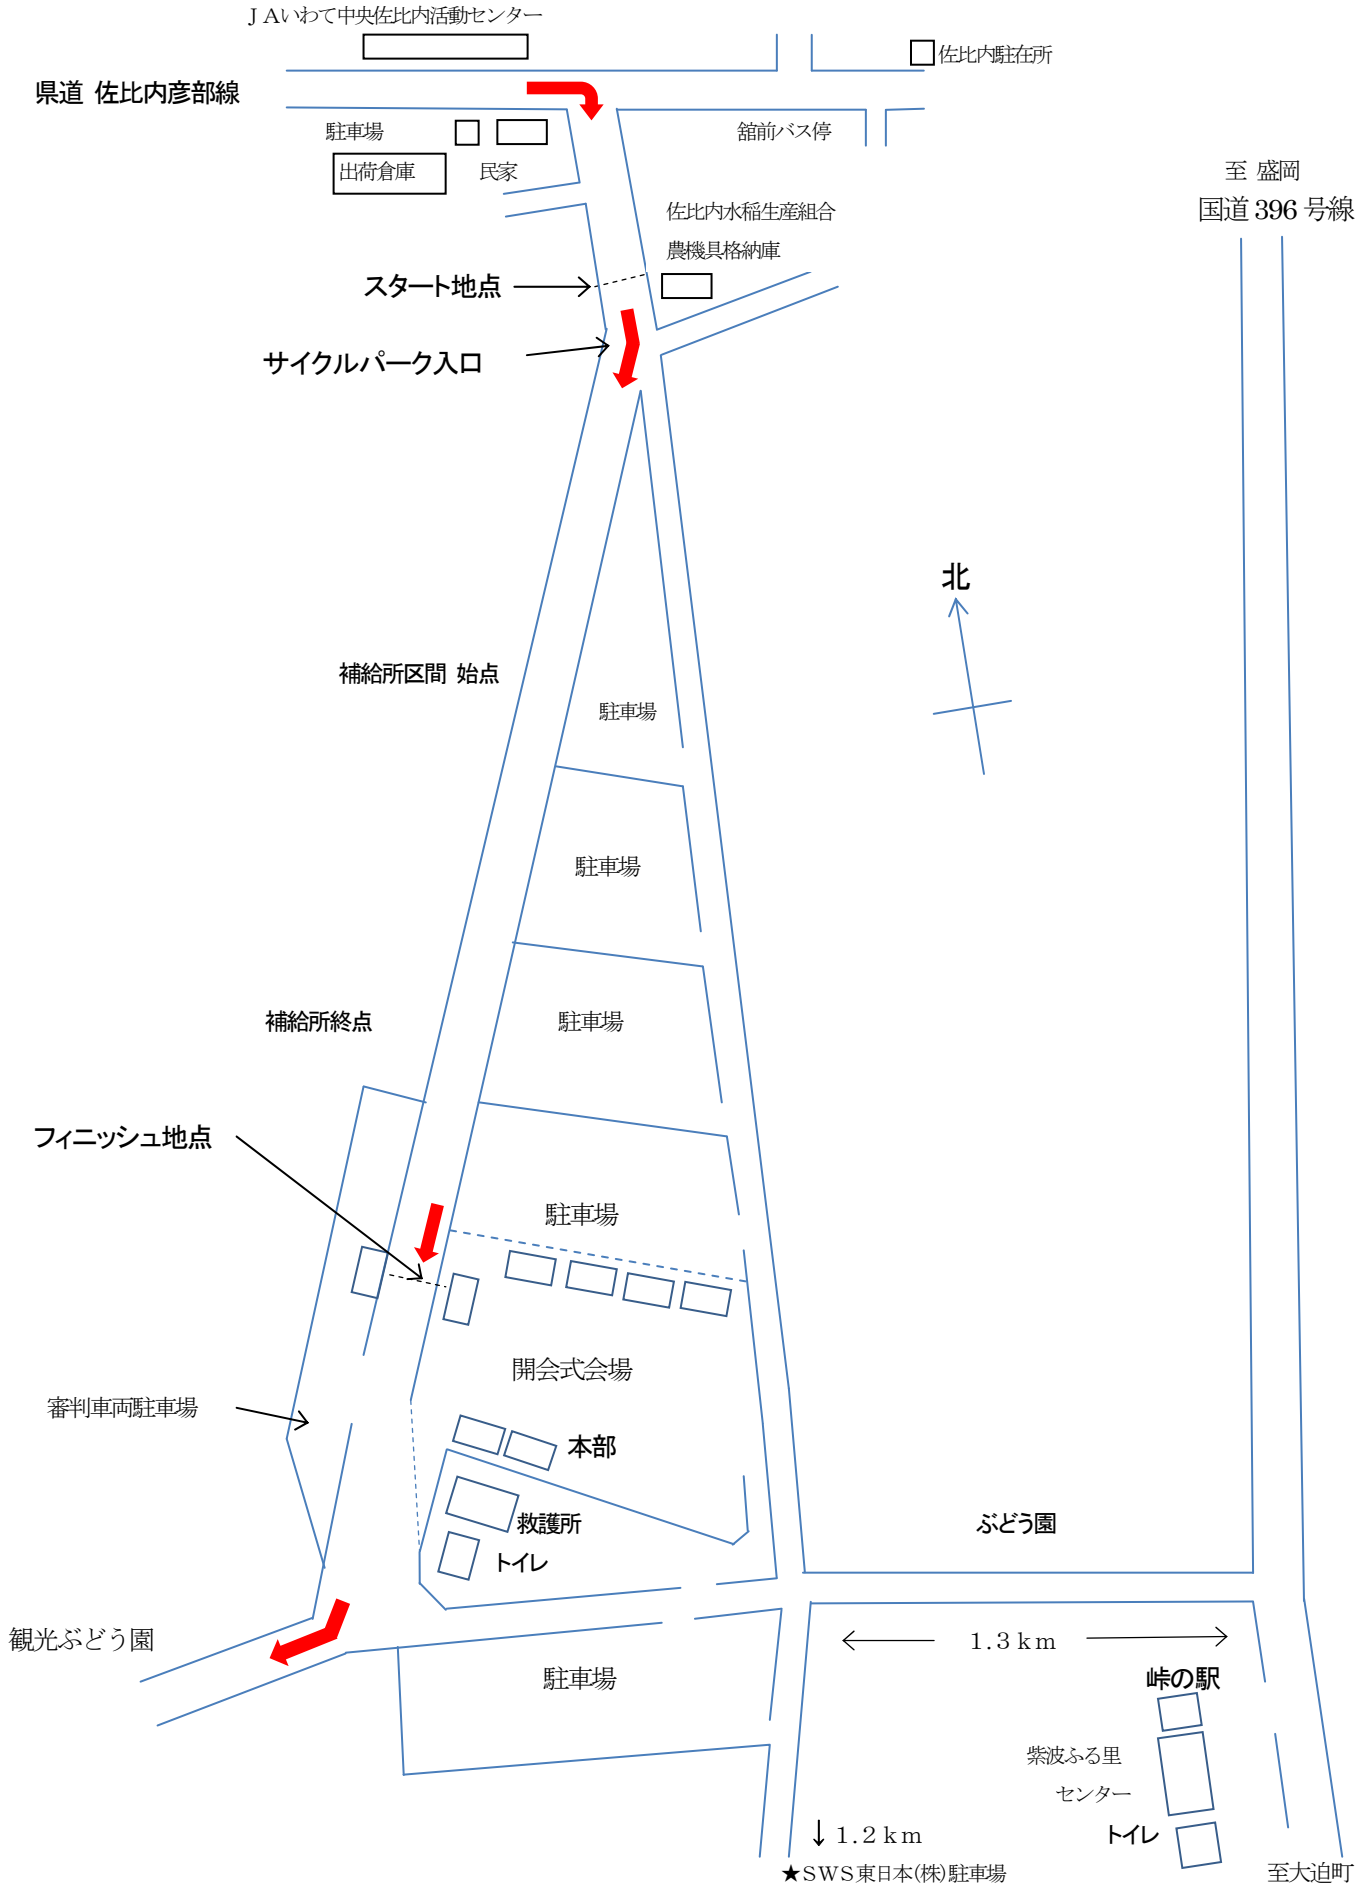 ＪＡいわて中央佐比内活動センター
佐比内駐在所
県道 佐比内彦部線
駐車場
舘前バス停
出荷倉庫
民家
至 盛岡
国道 396 号線
佐比内水稲生産組合
農機具格納庫
スタート地点
サイクルパーク入口
北
補給所区間 始点
駐車場
駐車場
補給所終点
駐車場
フィニッシュ地点
駐車場
開会式会場
審判車両駐車場
本部
救護所
ぶどう園
トイレ
観光ぶどう園
1.3ｋｍ
駐車場
峠の駅
紫波ふる里
センター
トイレ
↓1.2ｋｍ
★ＳＷＳ東日本(株)駐車場
至大迫町